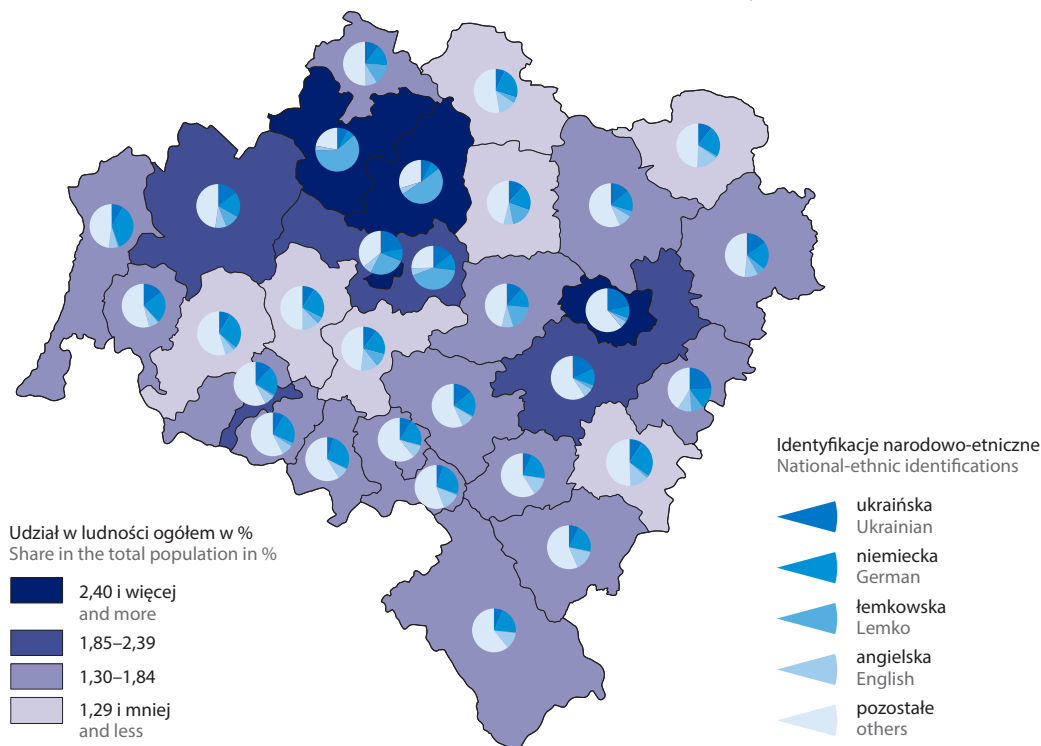 Udział w ludności ogółem w %
Share in the total population in %
2,40 i więcej
and more
1,85–2,39
1,30–1,84
1,29 i mniej
and less
Identyfikacje narodowo-etniczne
National-ethnic identifications
ukraińska
Ukrainian
niemiecka
German
łemkowska
Lemko
angielska
English
pozostałe
others